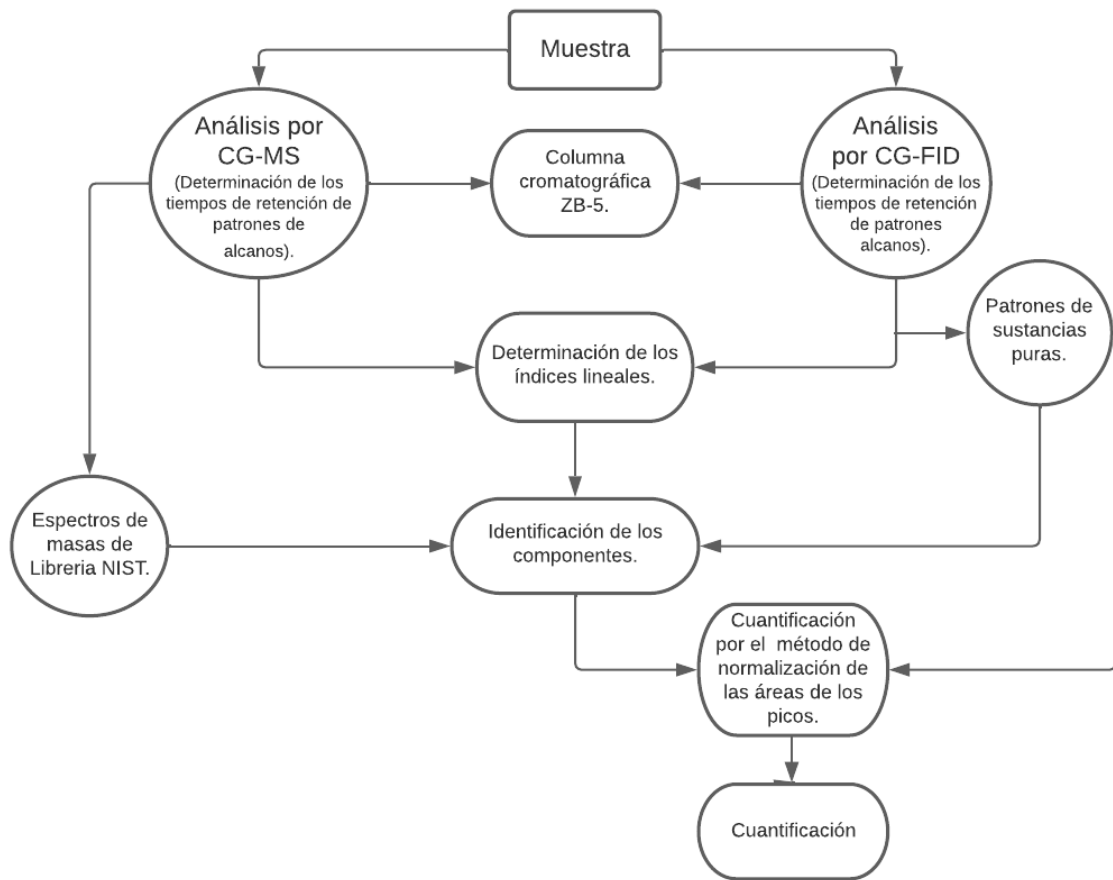 Muestra
Análisis por
CG-MS
(Determinación de los
tiempos de retención de
patrones de
alcanos).
Columna
cromatográfica
ZB-5.
Análisis
por CG-FID
(Determinación de los
tiempos de retención
de patrones
alcanos).
Patrones de
sustancias
puras.
Determinación de los
índices lineales.
Espectros de
masas de
Libreria NIST.
Identificación de los
componentes.
Cuantificación
por el método de
normalización de
las áreas de los
picos.
Cuantificación